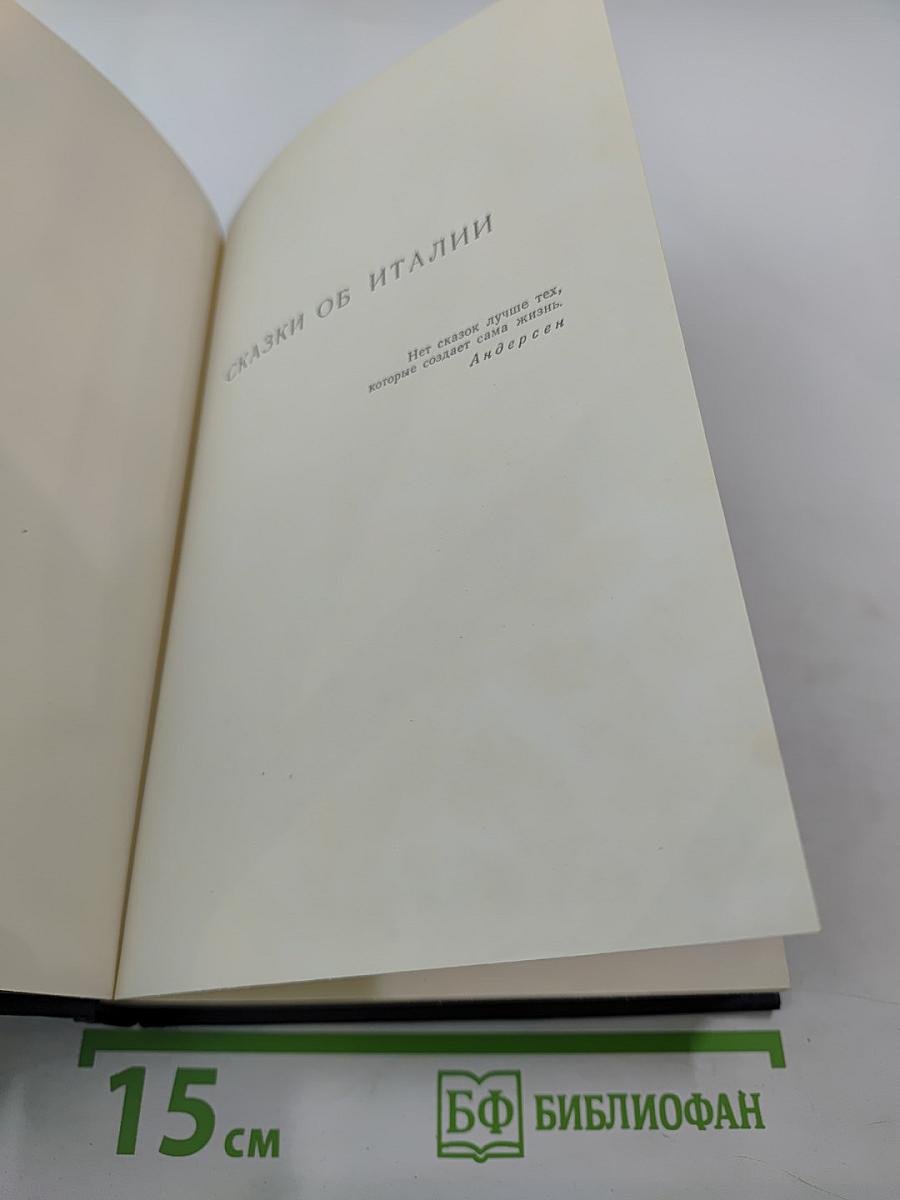 СКАЗКИ ОБ ИТАЛИИ
Нет сказок лучше тех,
которые создает сама жизнь.
Андерсен
15 см
БФ БИБЛИОФАН